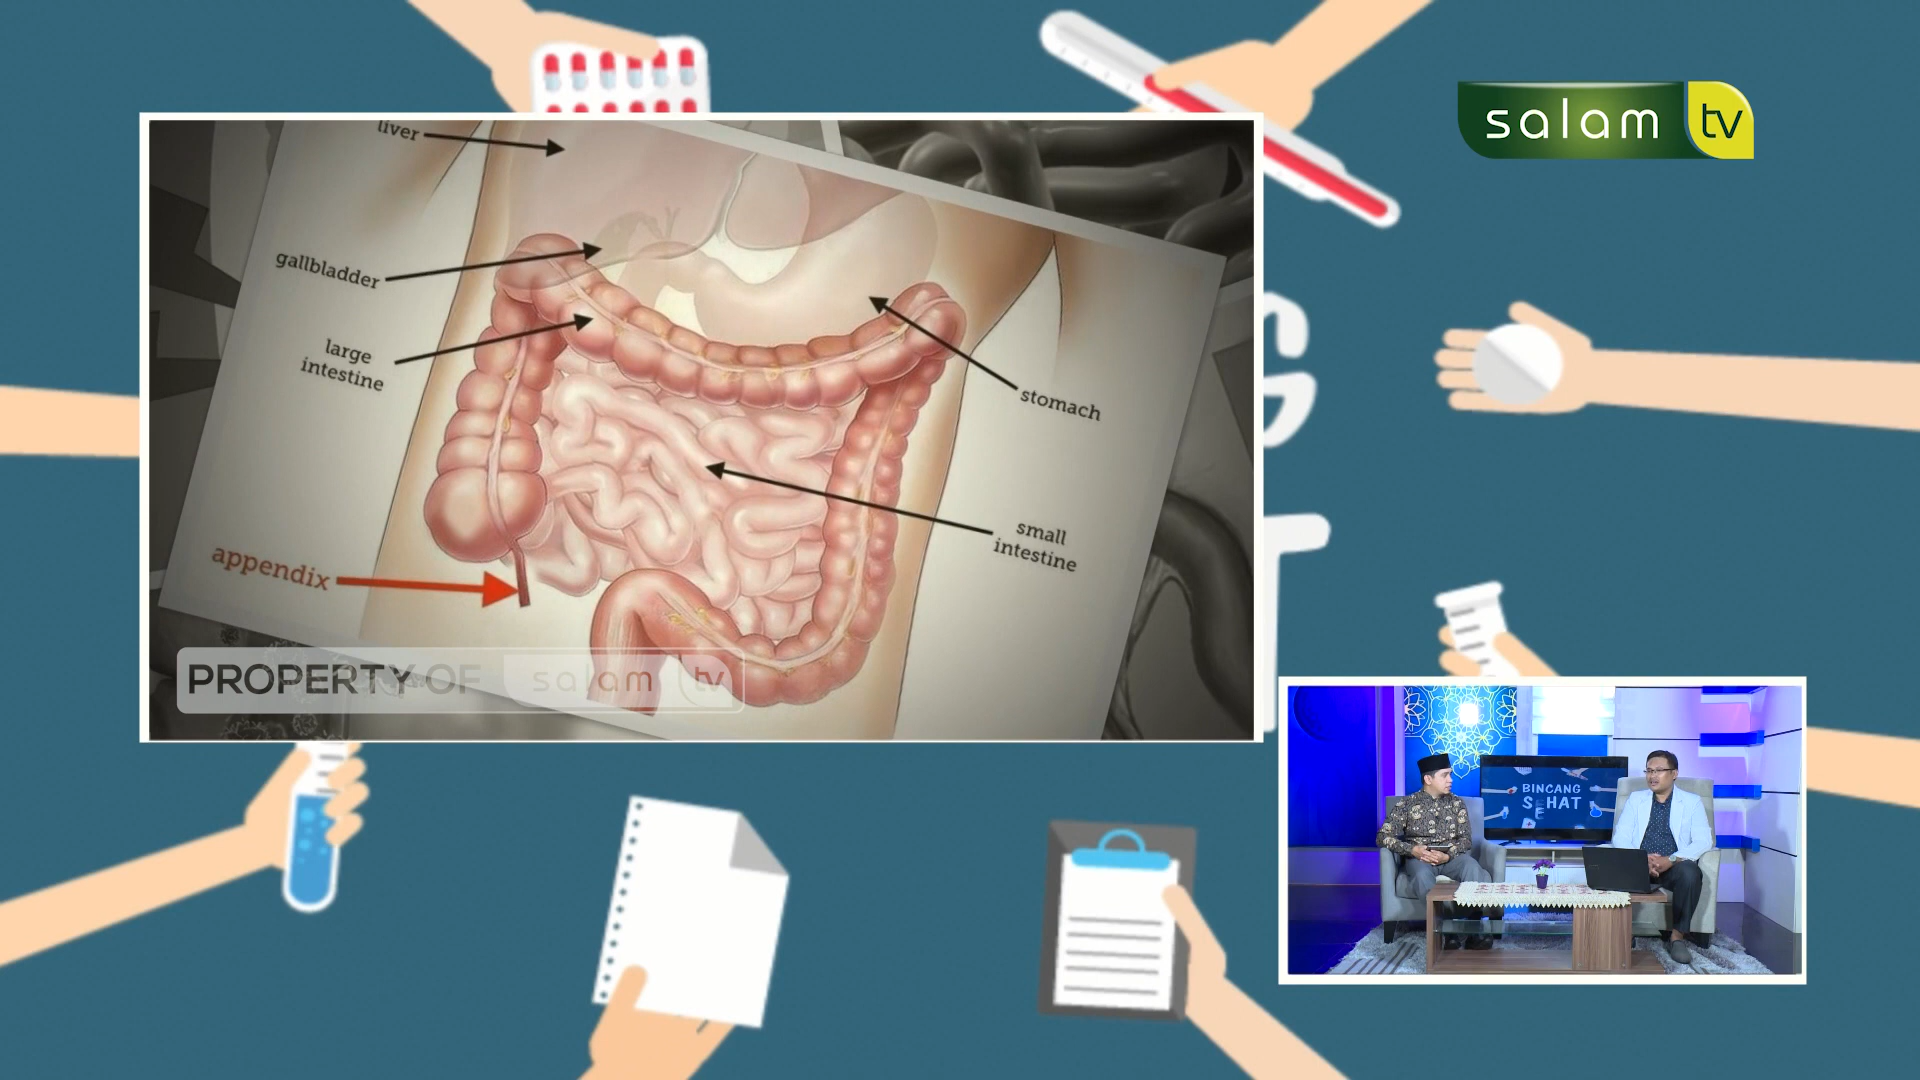 salam tv
liver
gallbladder
large
intestine
stomach
small
intestine
appendix
PROPERTY OF salam tv
BINCANG
SEHAT